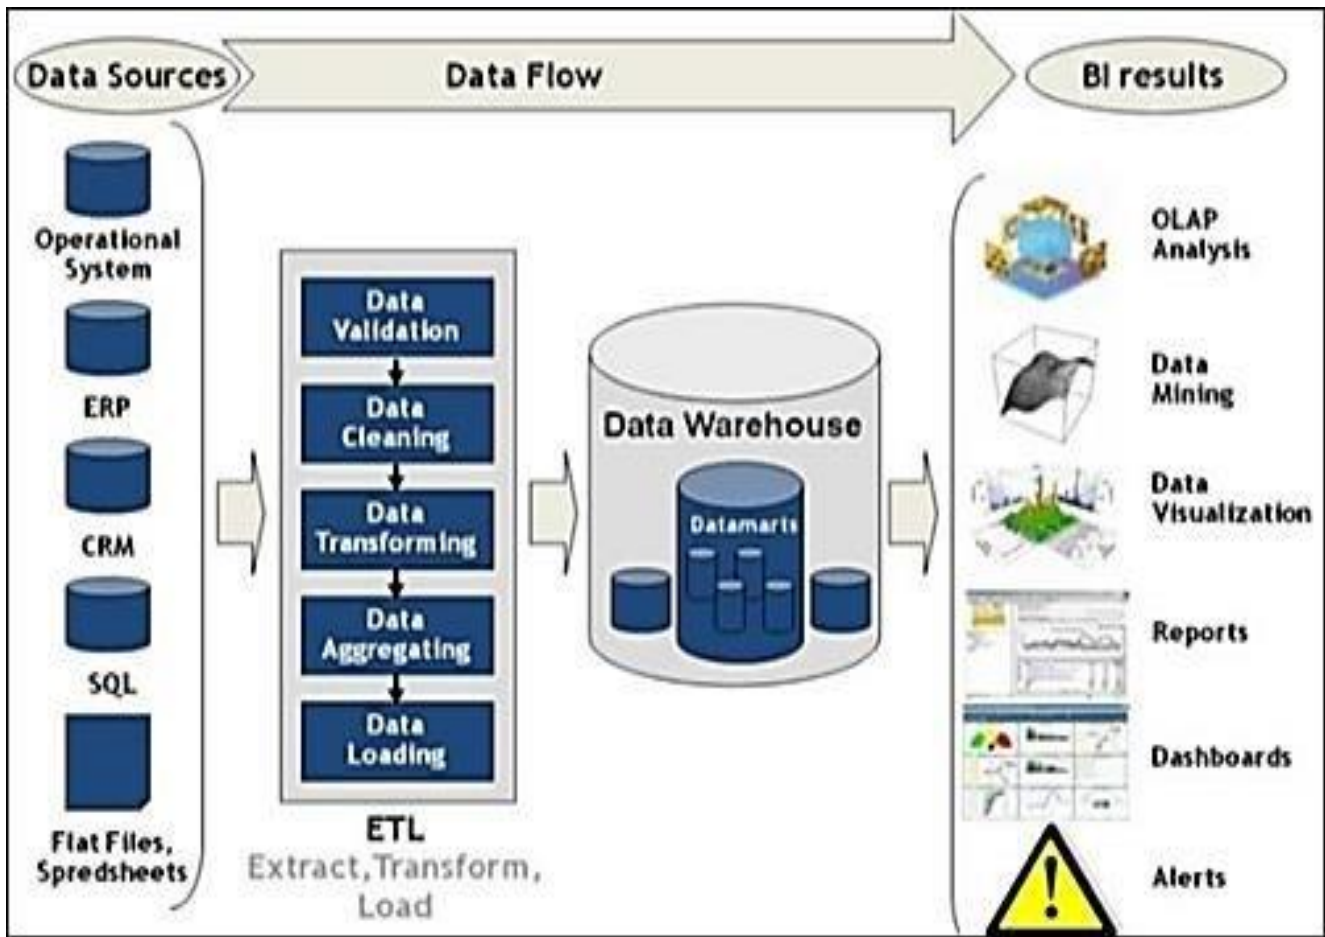 Data Sources
Data Flow
BI results
Operational
System
ERP
CRM
SQL
Flat Files,
Spredsheets
Data
Validation
Data
Cleaning
Data
Transforming
Data
Aggregating
Data
Loading
ETL
Extract, Transform,
Load
Data Warehouse
Datamarts
OLAP
Analysis
Data
Mining
Data
Visualization
Reports
Dashboards
Alerts